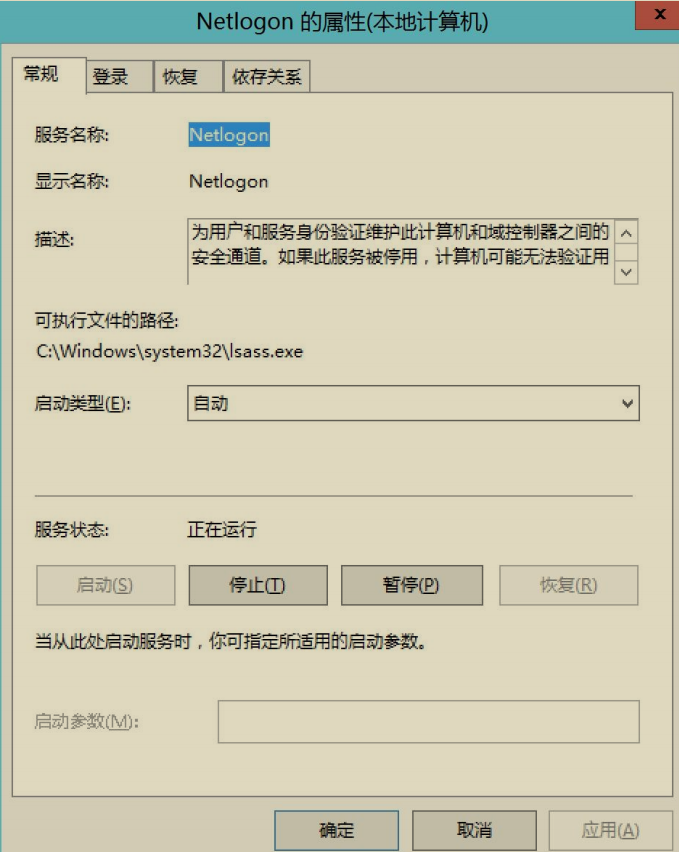 Netlogon 的属性(本地计算机)
x
常规 登录 恢复 依存关系
服务名称: Netlogon
显示名称: Netlogon
描述: 为用户和服务身份验证维护此计算机和域控制器之间的
安全通道。如果此服务被停用，计算机可能无法验证用
可执行文件的路径:
C:\Windows\system32\lsass.exe
启动类型(E): 自动
服务状态: 正在运行
启动(S) 停止(T) 暂停(P) 恢复(R)
当从此处启动服务时，你可指定所适用的启动参数。
启动参数(M):
确定 取消 应用(A)